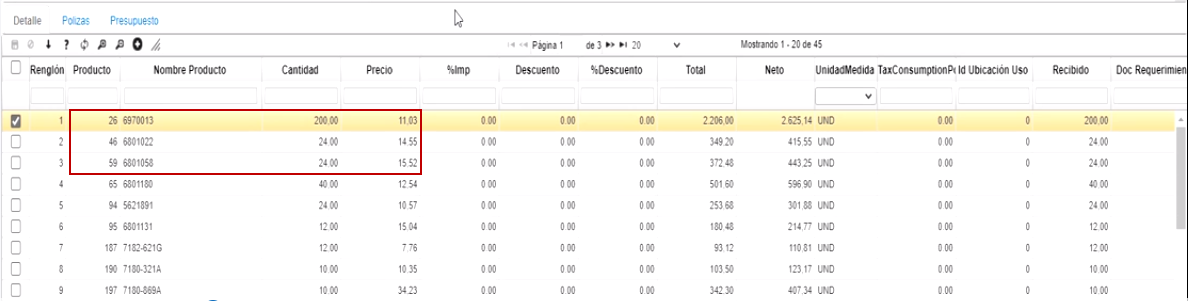 Detalle Polizas Presupuesto
Página 1 de 3 20 Mostrando 1 - 20 de 45
Renglón Producto Nombre Producto Cantidad Precio %Imp Descuento %Descuento Total Neto UnidadMedida TaxConsumptionP Id Ubicación Uso Recibido Doc Requerimien
1 26 6970013 200.00 11.03 0.00 0.00 0.00 2.206,00 2.625,14 UND 0.00 0 200.00
2 46 6801022 24.00 14.55 0.00 0.00 0.00 349.20 415.55 UND 0.00 0 24.00
3 59 6801058 24.00 15.52 0.00 0.00 0.00 372.48 443.25 UND 0.00 0 24.00
4 65 6801180 40.00 12.54 0.00 0.00 0.00 501.60 596.90 UND 0.00 0 40.00
5 94 5621891 24.00 10.57 0.00 0.00 0.00 253.68 301.88 UND 0.00 0 24.00
6 95 6801131 12.00 15.04 0.00 0.00 0.00 180.48 214.77 UND 0.00 0 12.00
7 187 7182-621G 12.00 7.76 0.00 0.00 0.00 93.12 110.81 UND 0.00 0 12.00
8 190 7180-321A 10.00 10.35 0.00 0.00 0.00 103.50 123.17 UND 0.00 0 10.00
9 197 7180-869A 10.00 34.23 0.00 0.00 0.00 342.30 407.34 UND 0.00 0 10.00